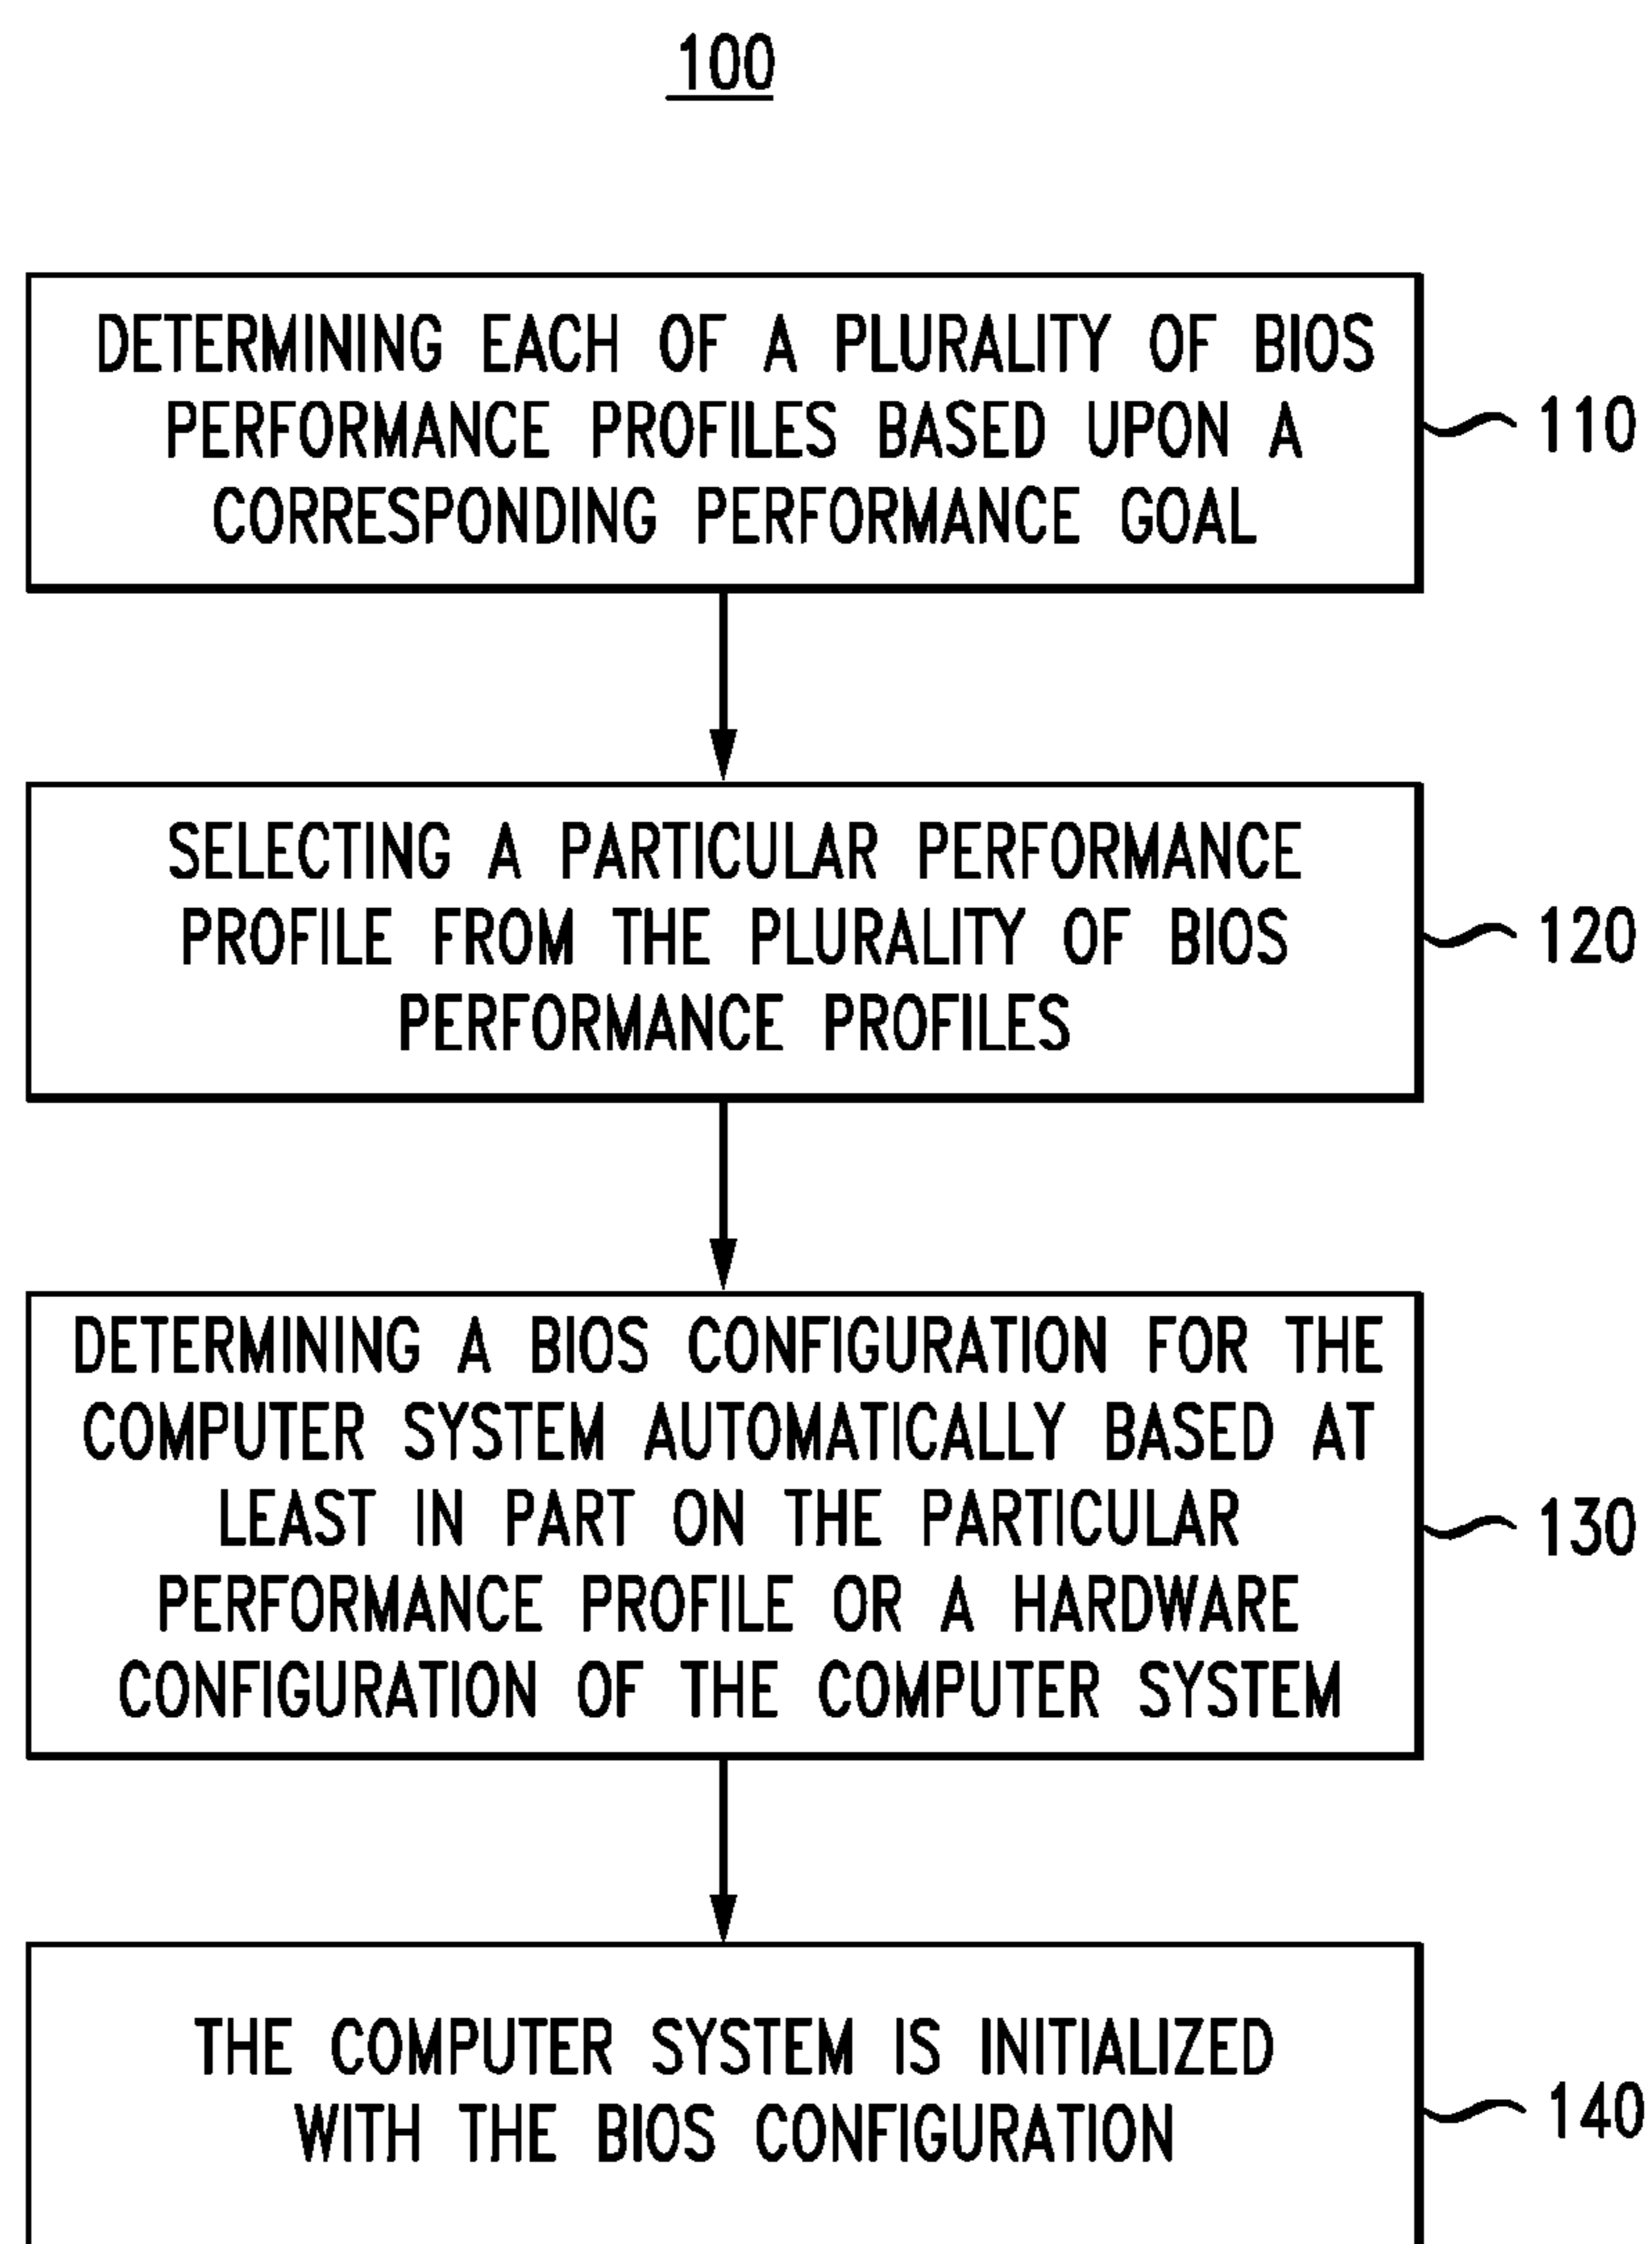 100
DETERMINING EACH OF A PLURALITY OF BIOS
PERFORMANCE PROFILES BASED UPON A
CORRESPONDING PERFORMANCE GOAL
110
SELECTING A PARTICULAR PERFORMANCE
PROFILE FROM THE PLURALITY OF BIOS
PERFORMANCE PROFILES
120
DETERMINING A BIOS CONFIGURATION FOR THE
COMPUTER SYSTEM AUTOMATICALLY BASED AT
LEAST IN PART ON THE PARTICULAR
PERFORMANCE PROFILE OR A HARDWARE
CONFIGURATION OF THE COMPUTER SYSTEM
130
THE COMPUTER SYSTEM IS INITIALIZED
WITH THE BIOS CONFIGURATION
140